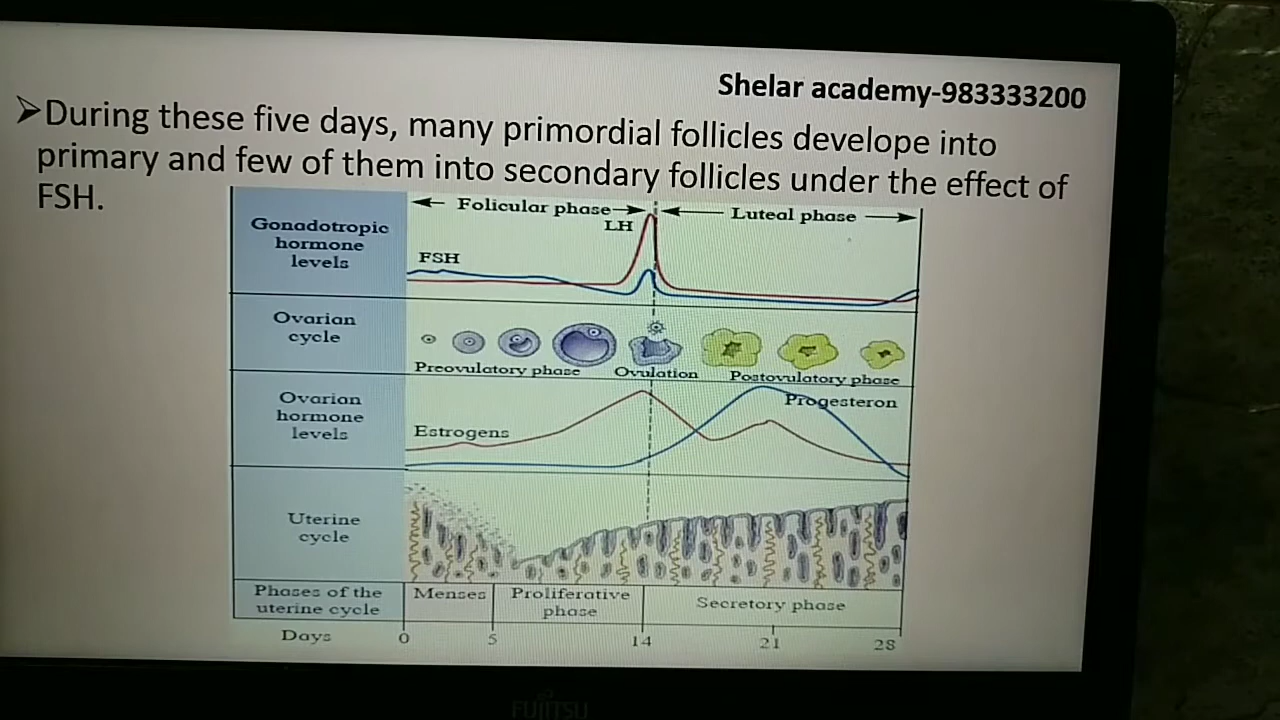 Shelar academy-983333200
➢During these five days, many primordial follicles develope into
primary and few of them into secondary follicles under the effect of
FSH.
Folicular phase
Luteal phase
Gonadotropic
hormone
levels
LH
FSH
Ovarian
cycle
Preovulatory phase
Ovulation
Postovulatory phase
Ovarian
hormone
levels
Progesteron
Estrogens
Uterine
cycle
Phases of the
uterine cycle
Menses
Proliferative
phase
Secretory phase
Days
0
5
14
21
28
FUJITSU